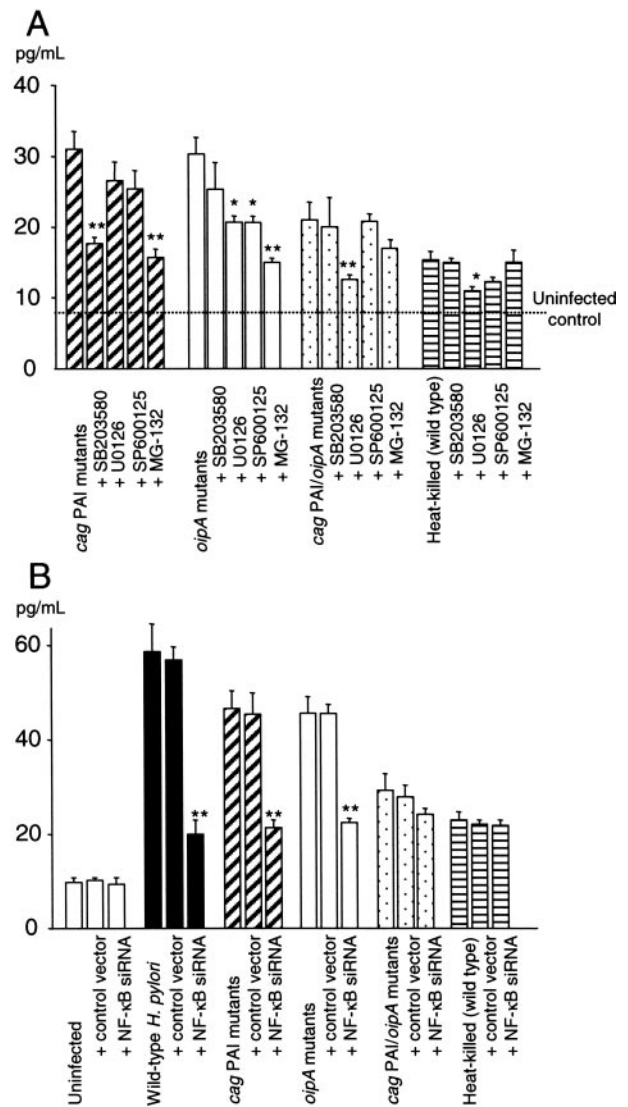 A
pg/mL
40
30
20
10
0
** ** * * ** ** *
Uninfected
control
cag PAI mutants
+ SB203580
+ U0126
+ SP600125
+ MG-132
oipA mutants
+ SB203580
+ U0126
+ SP600125
+ MG-132
cag PAI/oipA mutants
+ SB203580
+ U0126
+ SP600125
+ MG-132
Heat-killed (wild type)
+ SB203580
+ U0126
+ SP600125
+ MG-132
B
pg/mL
60
40
20
0
** ** **
Uninfected
+ control vector
+ NF-κB siRNA
Wild-type H. pylori
+ control vector
+ NF-κB siRNA
cag PAI mutants
+ control vector
+ NF-κB siRNA
oipA mutants
+ control vector
+ NF-κB siRNA
cag PAI/oipA mutants
+ control vector
+ NF-κB siRNA
Heat-killed (wild type)
+ control vector
+ NF-κB siRNA